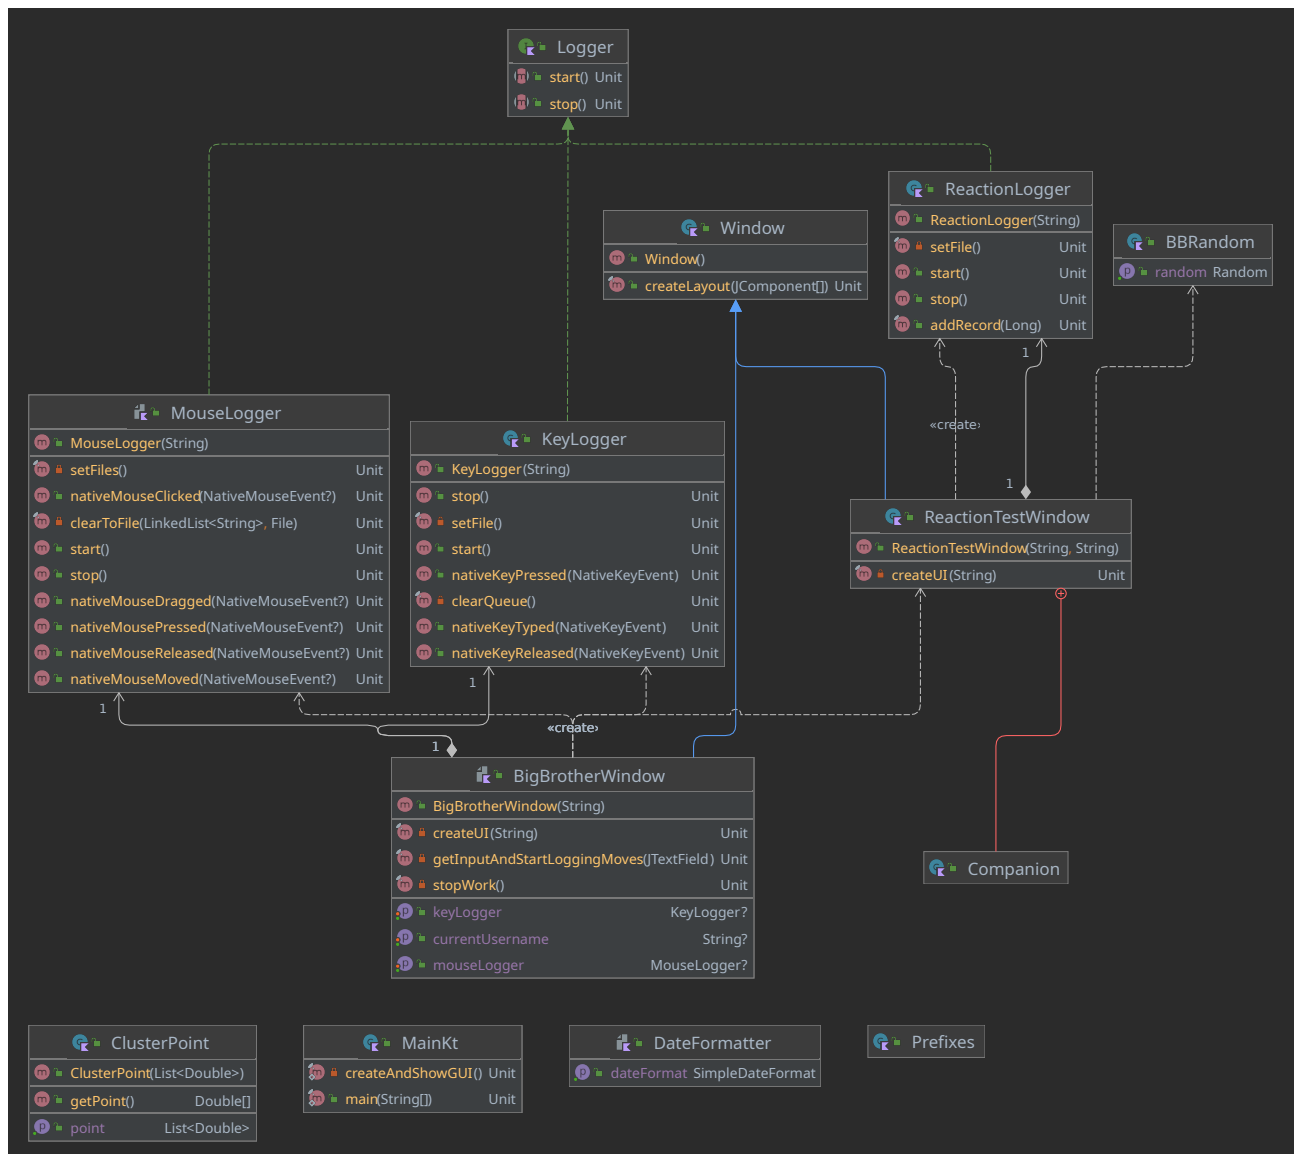 Logger
start() Unit
stop() Unit
ReactionLogger
ReactionLogger(String)
setFile() Unit
start() Unit
stop() Unit
addRecord(Long) Unit
Window
Window()
createLayout(JComponent[]) Unit
BBRandom
random Random
1
«create»
1
MouseLogger
MouseLogger(String)
setFiles() Unit
nativeMouseClicked(NativeMouseEvent?) Unit
clearToFile(LinkedList<String>, File) Unit
start() Unit
stop() Unit
nativeMouseDragged(NativeMouseEvent?) Unit
nativeMousePressed(NativeMouseEvent?) Unit
nativeMouseReleased(NativeMouseEvent?) Unit
nativeMouseMoved(NativeMouseEvent?) Unit
KeyLogger
KeyLogger(String)
stop() Unit
setFile() Unit
start() Unit
nativeKeyPressed(NativeKeyEvent) Unit
clearQueue() Unit
nativeKeyTyped(NativeKeyEvent) Unit
nativeKeyReleased(NativeKeyEvent) Unit
ReactionTestWindow
ReactionTestWindow(String, String)
createUI(String) Unit
1
1
1
«create»
BigBrotherWindow
BigBrotherWindow(String)
createUI(String) Unit
getInputAndStartLoggingMoves(JTextField) Unit
stopWork() Unit
keyLogger KeyLogger?
currentUsername String?
mouseLogger MouseLogger?
Companion
ClusterPoint
ClusterPoint(List<Double>)
getPoint() Double[]
point List<Double>
MainKt
createAndShowGUI() Unit
main(String[]) Unit
DateFormatter
dateFormat SimpleDateFormat
Prefixes